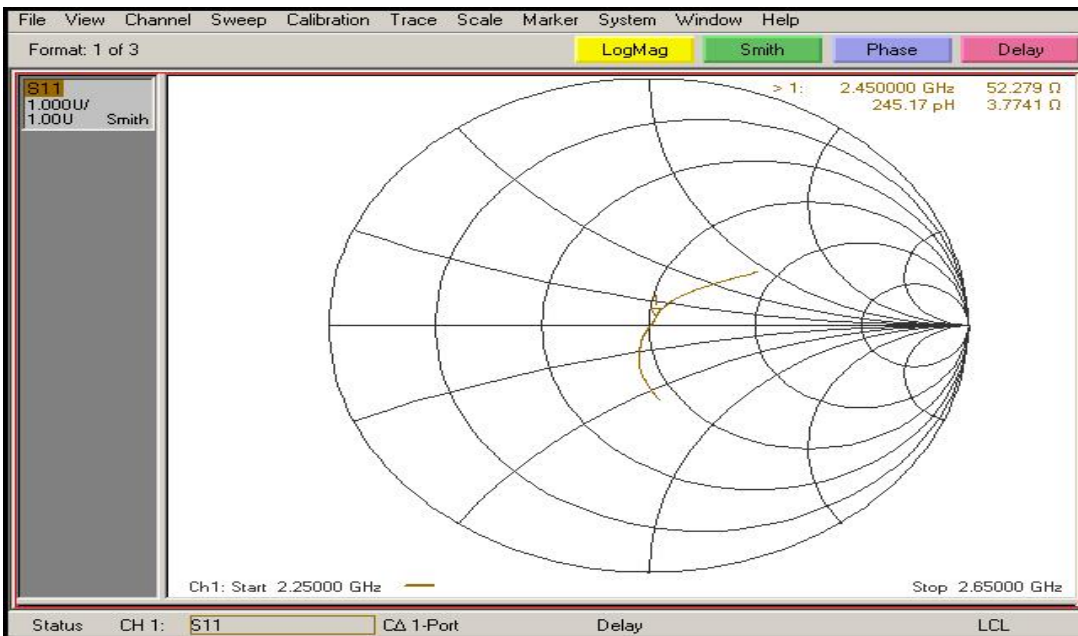 File View Channel Sweep Calibration Trace Scale Marker System Window Help
Format: 1 of 3
LogMag Smith Phase Delay
S11
1.000U/
1.00U Smith
> 1: 2.450000 GHz 52.279 Ω
245.17 pH 3.7741 Ω
1
Ch1: Start 2.25000 GHz
Stop 2.65000 GHz
Status CH 1: S11 CΔ 1-Port Delay LCL